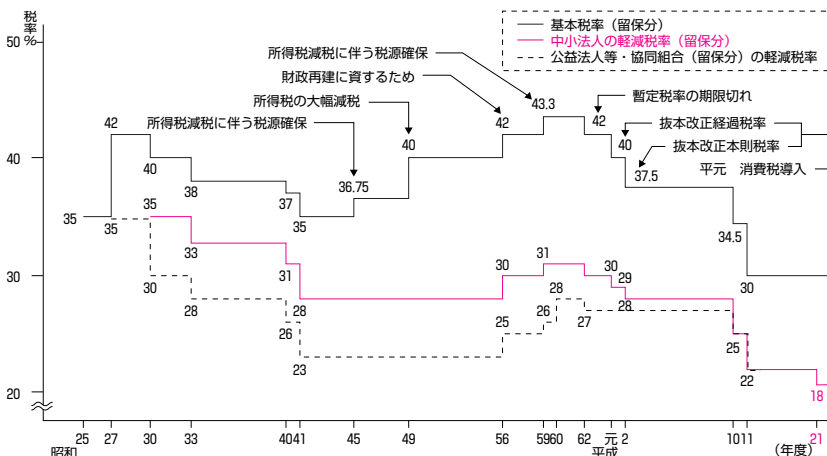 税率%
50
40
30
20
基本税率（留保分）
中小法人の軽減税率（留保分）
公益法人等・協同組合（留保分）の軽減税率
所得税減税に伴う税源確保
財政再建に資するため
所得税の大幅減税
所得税減税に伴う税源確保
暫定税率の期限切れ
抜本改正経過税率
抜本改正本則税率
平元　消費税導入
35 42 40 38 37 35 36.75 40 42 43.3 42 40 37.5 34.5 30
35 33 31 28 30 31 30 29 28 25 22 18
35 30 28 26 23 25 26 28 27
25 27 30 33 40 41 45 49 56 59 60 62 元 2 10 11 21
昭和 平成 （年度）